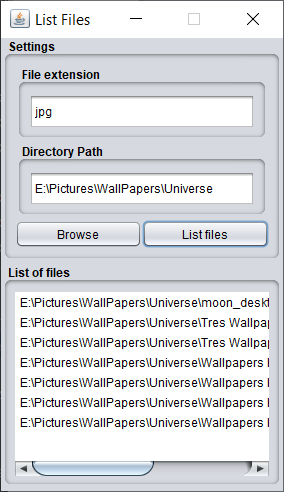 List Files
Settings
File extension
jpg
Directory Path
E:\Pictures\WallPapers\Universe
Browse
List files
List of files
E:\Pictures\WallPapers\Universe\moon_deskt
E:\Pictures\WallPapers\Universe\Tres Wallpap
E:\Pictures\WallPapers\Universe\Tres Wallpap
E:\Pictures\WallPapers\Universe\Wallpapers
E:\Pictures\WallPapers\Universe\Wallpapers
E:\Pictures\WallPapers\Universe\Wallpapers
E:\Pictures\WallPapers\Universe\Wallpapers